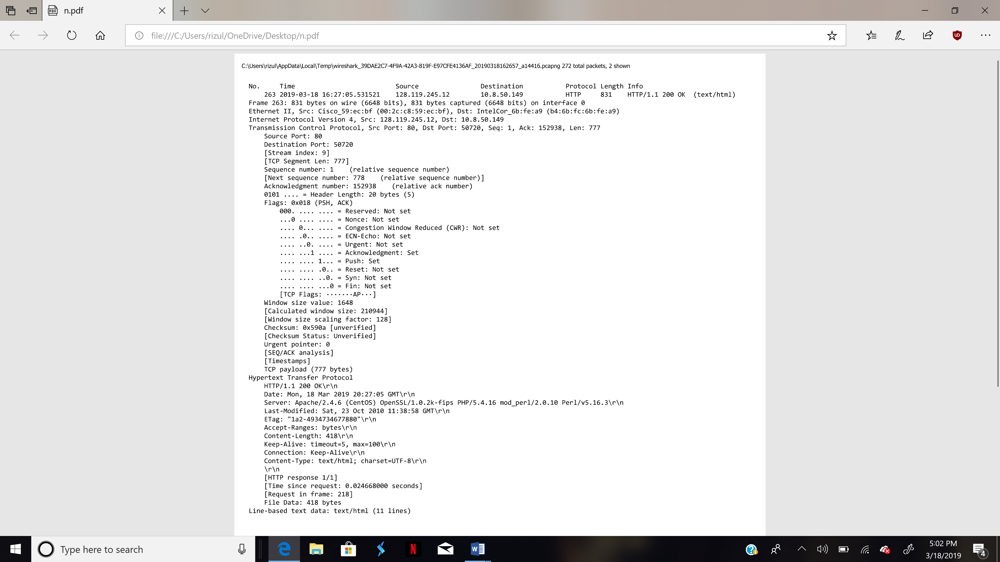 n.pdf
file:///C:/Users/rizul/OneDrive/Desktop/n.pdf
C:\Users\rizul\AppData\Local\Temp\wireshark_39DAE2C7-4F9A-42A3-819F-E97CFE4136AF_20190318162657_a14416.pcapng 272 total packets, 2 shown
No. Time Source Destination Protocol Length Info
263 2019-03-18 16:27:05.531521 128.119.245.12 10.8.50.149 HTTP 831 HTTP/1.1 200 OK (text/html)
Frame 263: 831 bytes on wire (6648 bits), 831 bytes captured (6648 bits) on interface 0
Ethernet II, Src: Cisco_59:ec:bf (00:2c:c8:59:ec:bf), Dst: IntelCor_6b:fe:a9 (b4:6b:fc:6b:fe:a9)
Internet Protocol Version 4, Src: 128.119.245.12, Dst: 10.8.50.149
Transmission Control Protocol, Src Port: 80, Dst Port: 50720, Seq: 1, Ack: 152938, Len: 777
Source Port: 80
Destination Port: 50720
[Stream index: 9]
[TCP Segment Len: 777]
Sequence number: 1 (relative sequence number)
[Next sequence number: 778 (relative sequence number)]
Acknowledgment number: 152938 (relative ack number)
0101 .... = Header Length: 20 bytes (5)
Flags: 0x018 (PSH, ACK)
000. .... .... = Reserved: Not set
...0 .... .... = Nonce: Not set
.... 0... .... = Congestion Window Reduced (CWR): Not set
.... .0.. .... = ECN-Echo: Not set
.... ..0. .... = Urgent: Not set
.... ...1 .... = Acknowledgment: Set
.... .... 1... = Push: Set
.... .... .0.. = Reset: Not set
.... .... ..0. = Syn: Not set
.... .... ...0 = Fin: Not set
[TCP Flags: ·······AP···]
Window size value: 1648
[Calculated window size: 210944]
[Window size scaling factor: 128]
Checksum: 0x590a [unverified]
[Checksum Status: Unverified]
Urgent pointer: 0
[SEQ/ACK analysis]
[Timestamps]
TCP payload (777 bytes)
Hypertext Transfer Protocol
HTTP/1.1 200 OK\r\n
Date: Mon, 18 Mar 2019 20:27:05 GMT\r\n
Server: Apache/2.4.6 (CentOS) OpenSSL/1.0.2k-fips PHP/5.4.16 mod_perl/2.0.10 Perl/v5.16.3\r\n
Last-Modified: Sat, 23 Oct 2010 11:38:58 GMT\r\n
ETag: "1a2-4934734677880"\r\n
Accept-Ranges: bytes\r\n
Content-Length: 418\r\n
Keep-Alive: timeout=5, max=100\r\n
Connection: Keep-Alive\r\n
Content-Type: text/html; charset=UTF-8\r\n
\r\n
[HTTP response 1/1]
[Time since request: 0.024668000 seconds]
[Request in frame: 218]
File Data: 418 bytes
Line-based text data: text/html (11 lines)
Type here to search
5:02 PM
3/18/2019
4